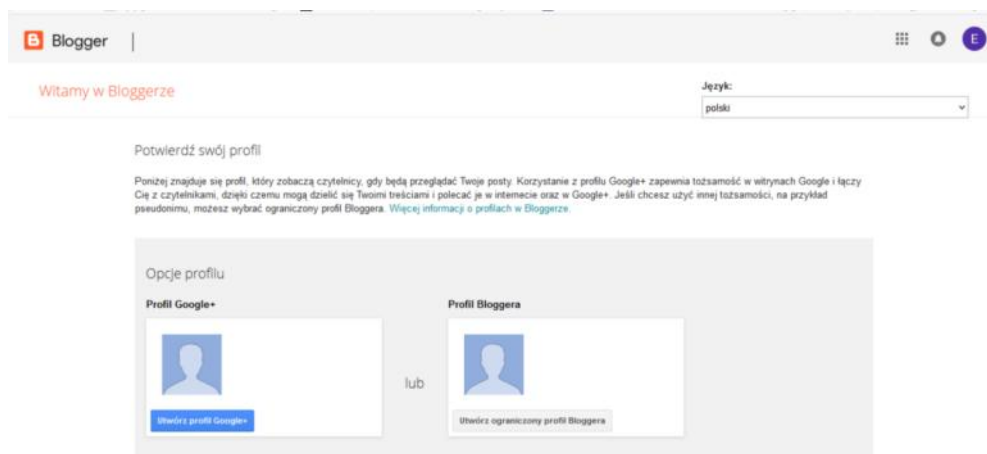 Blogger
E
Witamy w Bloggerze
Język:
polski
Potwierdź swój profil
Poniżej znajduje się profil, który zobaczą czytelnicy, gdy będą przeglądać Twoje posty. Korzystanie z profilu Google+ zapewnia tożsamość w witrynach Google i łączy
Cię z czytelnikami, dzięki czemu mogą dzielić się Twoimi treściami i polecać je w internecie oraz w Google+. Jeśli chcesz użyć innej tożsamości, na przykład
pseudonimu, możesz wybrać ograniczony profil Bloggera. Więcej informacji o profilach w Bloggerze.
Opcje profilu
Profil Google+
Profil Bloggera
lub
Utwórz profil Google+
Utwórz ograniczony profil Bloggera